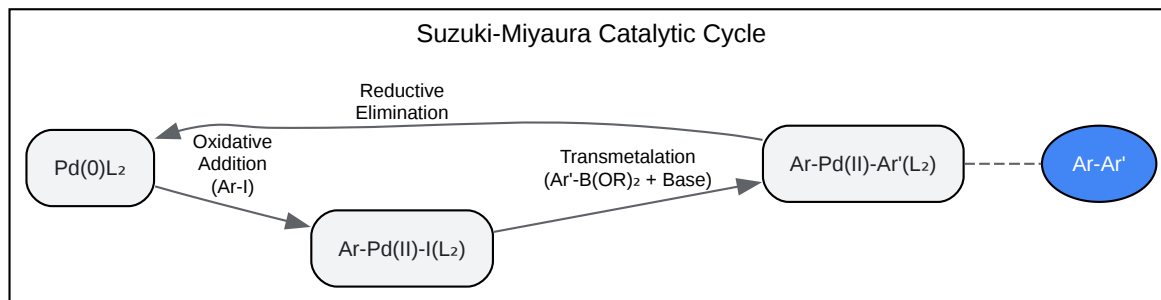 Suzuki-Miyaura Catalytic Cycle
Reductive
Elimination
Pd(0)L₂
Oxidative
Addition
(Ar-I)
Ar-Pd(II)-I(L₂)
Transmetalation
(Ar'-B(OR)₂ + Base)
Ar-Pd(II)-Ar'(L₂)
Ar-Ar'